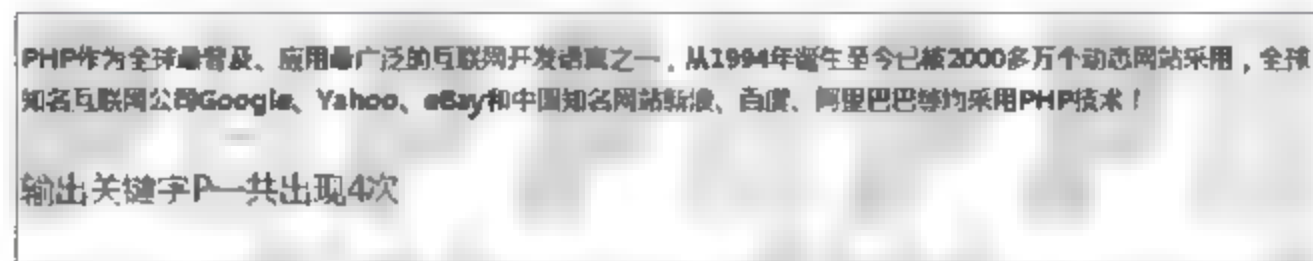 PHP作为全球最普及、应用最广泛的互联网开发语言之一，从1994年诞生至今已被2000多万个动态网站采用，全球
知名互联网公司Google、Yahoo、eBay和中国知名网站新浪、百度、阿里巴巴等均采用PHP技术！
输出关键字P一共出现4次